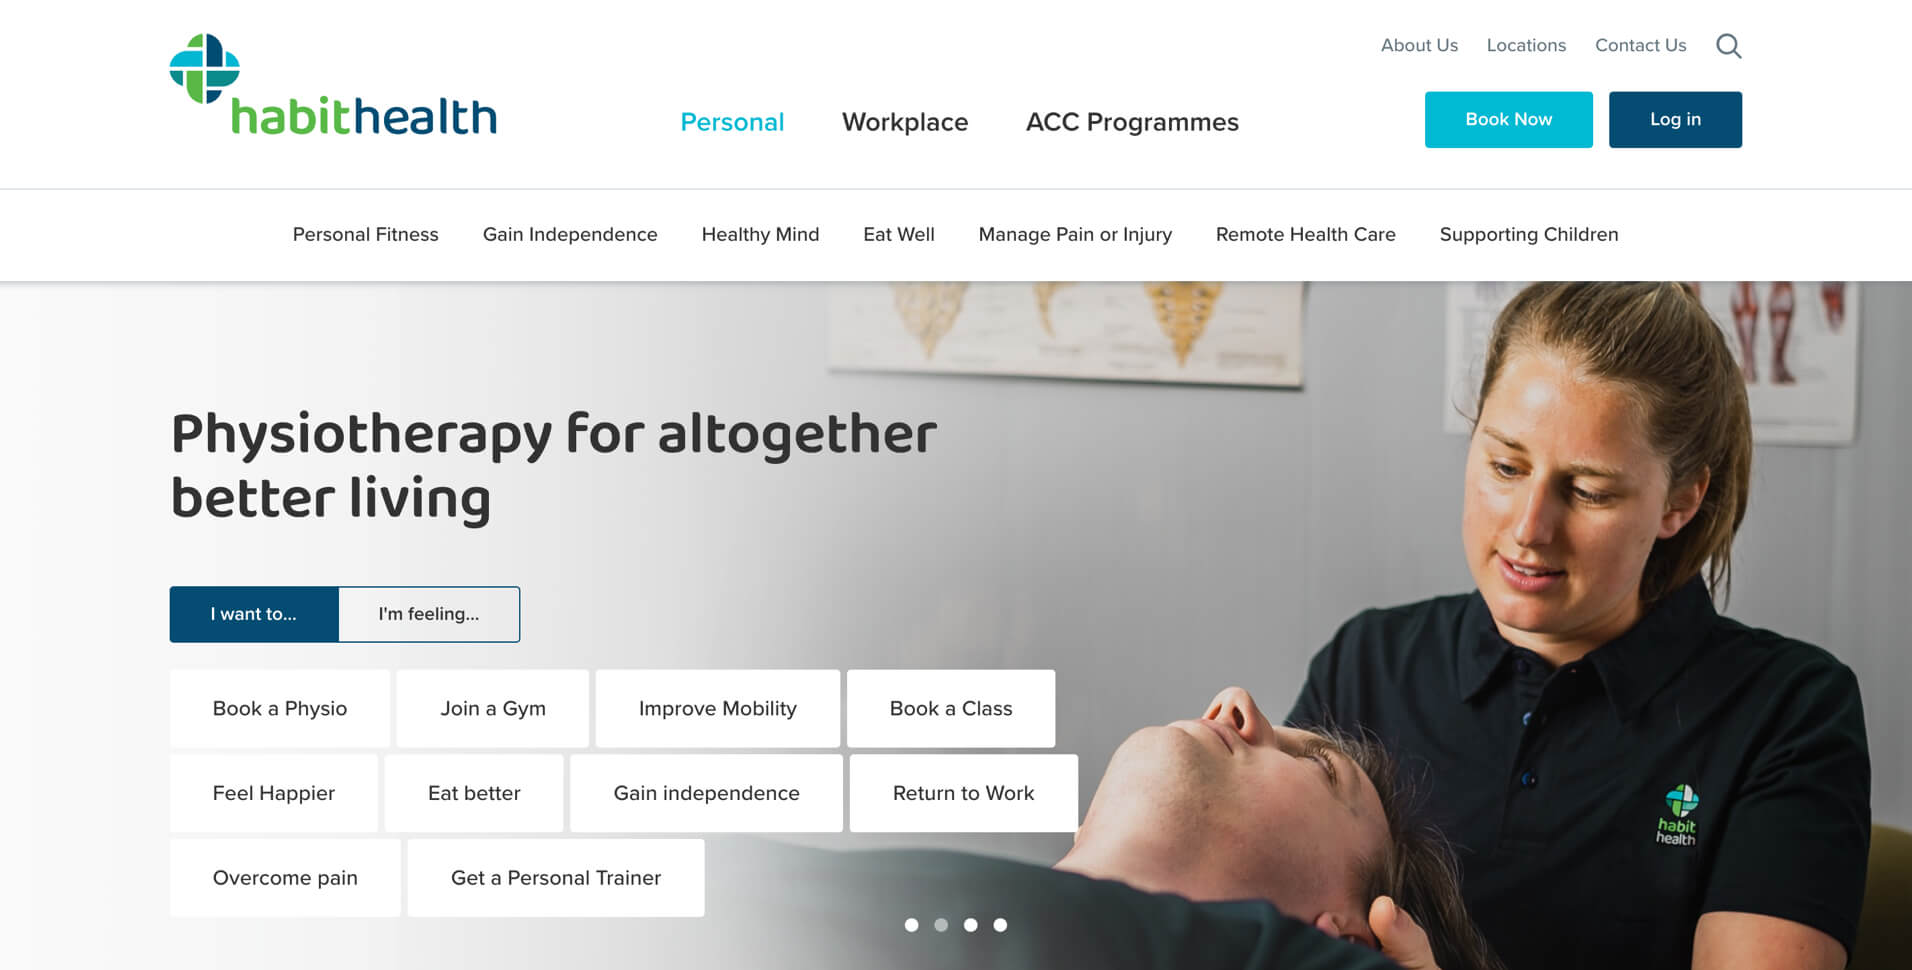 About Us Locations Contact Us
habithealth
Personal Workplace ACC Programmes
Book Now Log in
Personal Fitness Gain Independence Healthy Mind Eat Well Manage Pain or Injury Remote Health Care Supporting Children
Physiotherapy for altogether
better living
I want to... I'm feeling...
Book a Physio Join a Gym Improve Mobility Book a Class
Feel Happier Eat better Gain independence Return to Work
Overcome pain Get a Personal Trainer
habit
health